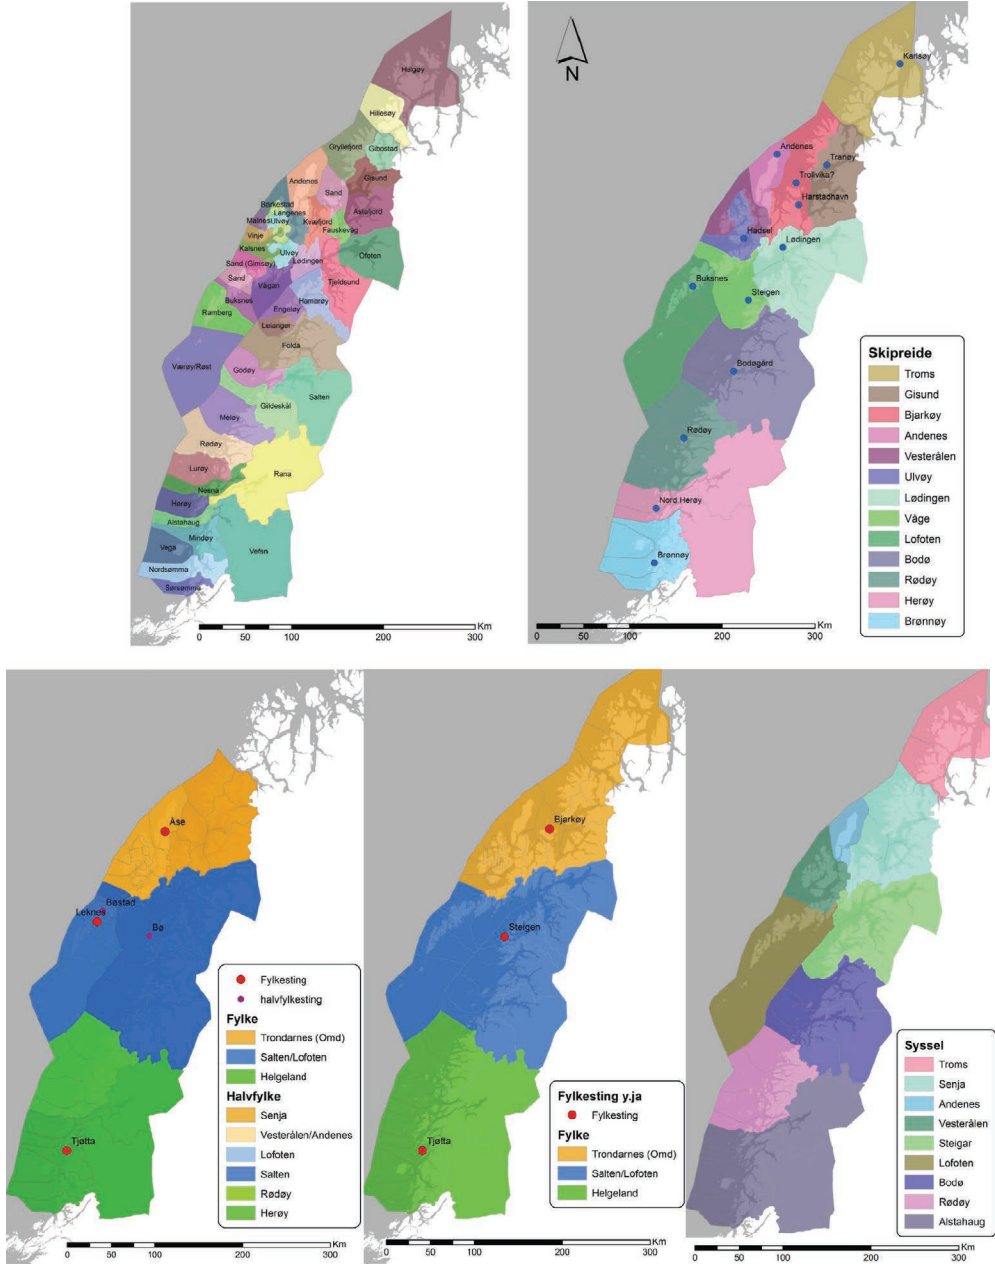 Helgøy
Hillesøy
Gryllefjord
Gibostad
Gisund
Andenes
Sand
Astafjord
Børkestad
Langenes
Malnes
Ulvøy
Kvæfjord
Fauskevåg
Vinje
Kalsnes
Ulvøy
Ofoten
Lødingen
Sand (Gimsøy)
Sand
Vågan
Tjeldsund
Buksnes
Hamarøy
Engeløy
Ramberg
Leianger
Folda
Værøy/Røst
Godøy
Salten
Gildeskål
Meløy
Rødøy
Lurøy
Rana
Nesna
Herøy
Alstahaug
Mindøy
Vega
Vefsn
Nordsømma
Sørsømma
Km
0 50 100 200 300
N
Karlsøy
Andenes
Tranøy
Trollvika?
Harstadhavn
Hadsel
Lødingen
Buksnes
Steigen
Bodøgård
Rødøy
Nord Herøy
Brønnøy
Km
0 50 100 200 300
Skipreide
Troms
Gisund
Bjarkøy
Andenes
Vesterålen
Ulvøy
Lødingen
Våge
Lofoten
Bodø
Rødøy
Herøy
Brønnøy
Åse
Bøstad
Leknes
Bø
Tjøtta
Fylkesting
halvfylkesting
Fylke
Trondarnes (Omd)
Salten/Lofoten
Helgeland
Halvfylke
Senja
Vesterålen/Andenes
Lofoten
Salten
Rødøy
Herøy
Km
0 50 100 200 300
Bjørkøy
Steigen
Tjøtta
Fylkesting y.ja
Fylkesting
Fylke
Trondarnes (Omd)
Salten/Lofoten
Helgeland
Km
0 50 100 200 300
Syssel
Troms
Senja
Andenes
Vesterålen
Steigar
Lofoten
Bodø
Rødøy
Alstahaug
Km
0 50 100 200 300